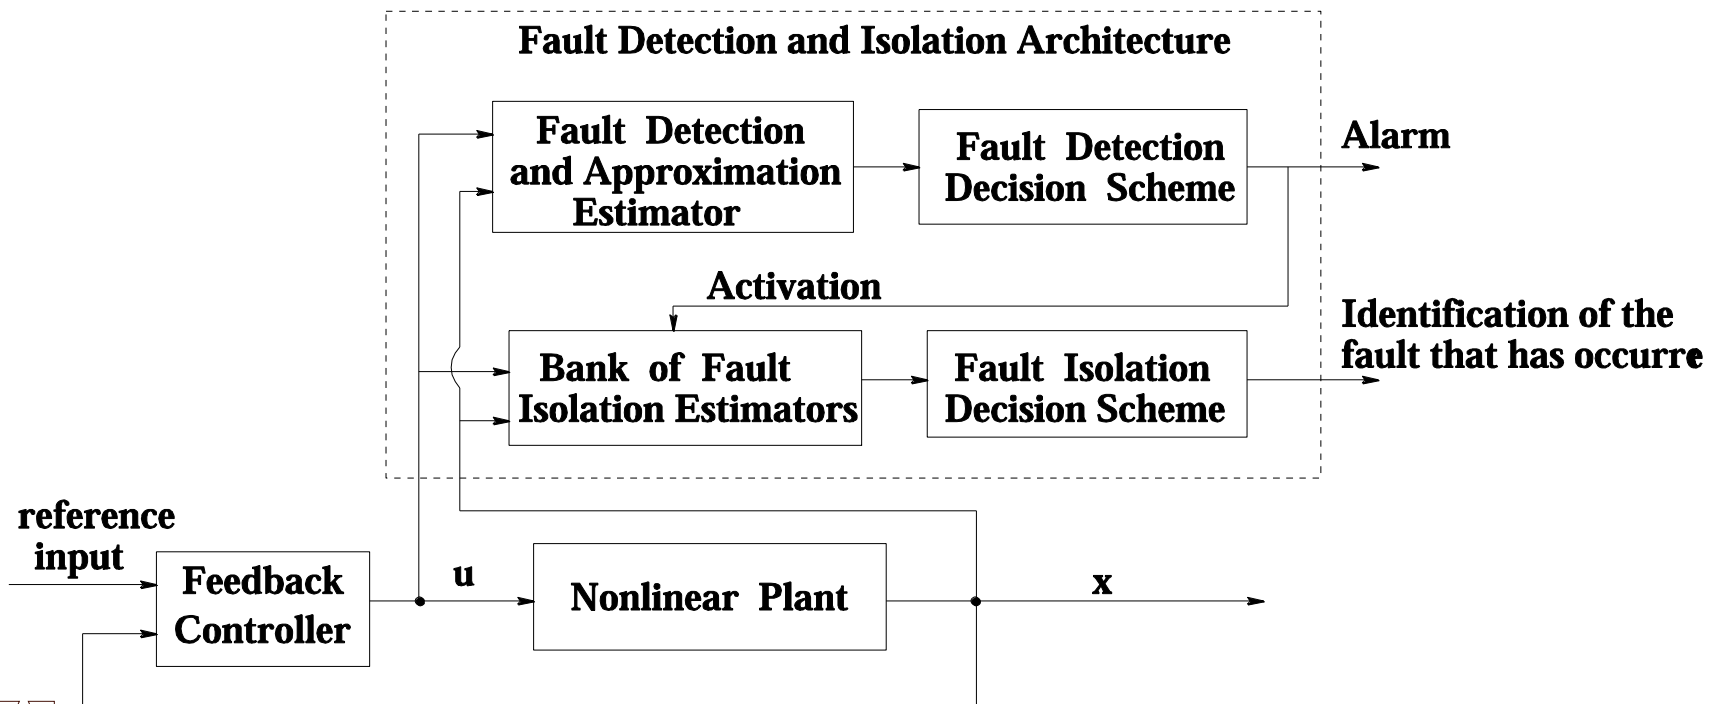 Fault Detection and Isolation Architecture
Fault Detection
and Approximation
Estimator
Fault Detection
Decision Scheme
Alarm
Activation
Bank of Fault
Isolation Estimators
Fault Isolation
Decision Scheme
Identification of the
fault that has occurre
reference
input
Feedback
Controller
u
Nonlinear Plant
x